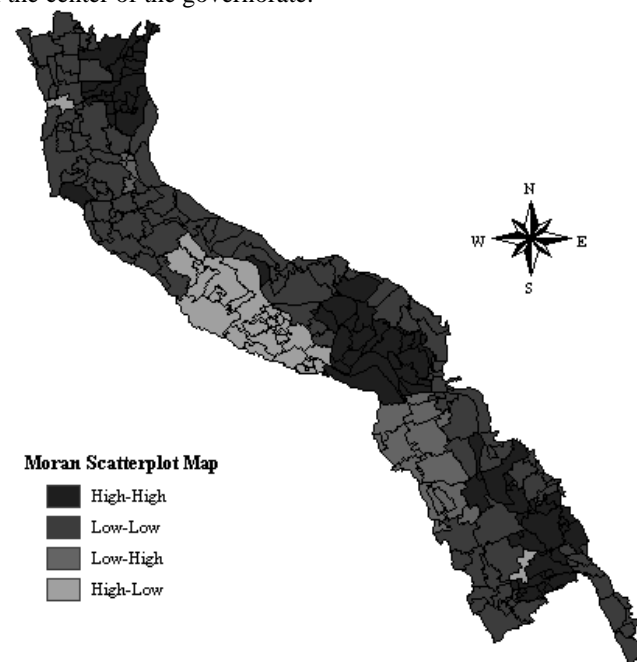 the center of the governorate.
N
W E
S
Moran Scatterplot Map
High-High
Low-Low
Low-High
High-Low